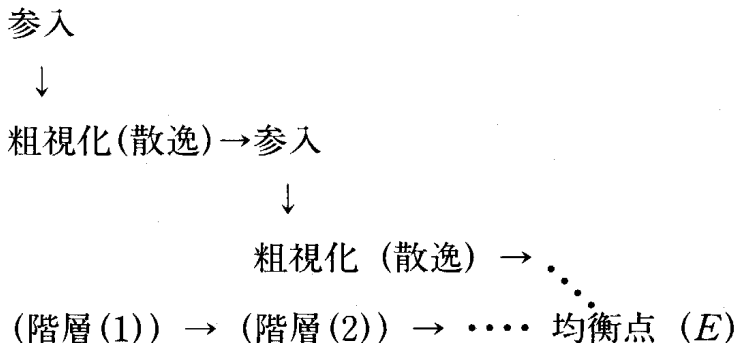 参入
↓
粗視化(散逸)→参入
↓
粗視化 (散逸) →
(階層(1)) → (階層(2)) → ···· 均衡点 (E)